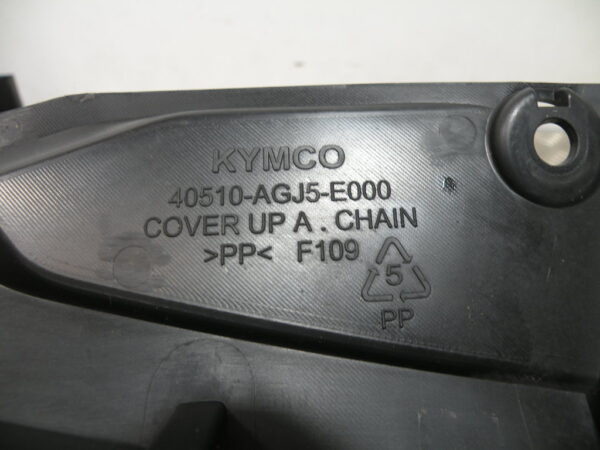 KYMCO
40510-AGJ5-E000
COVER UP A . CHAIN
>PP< F109
5
PP